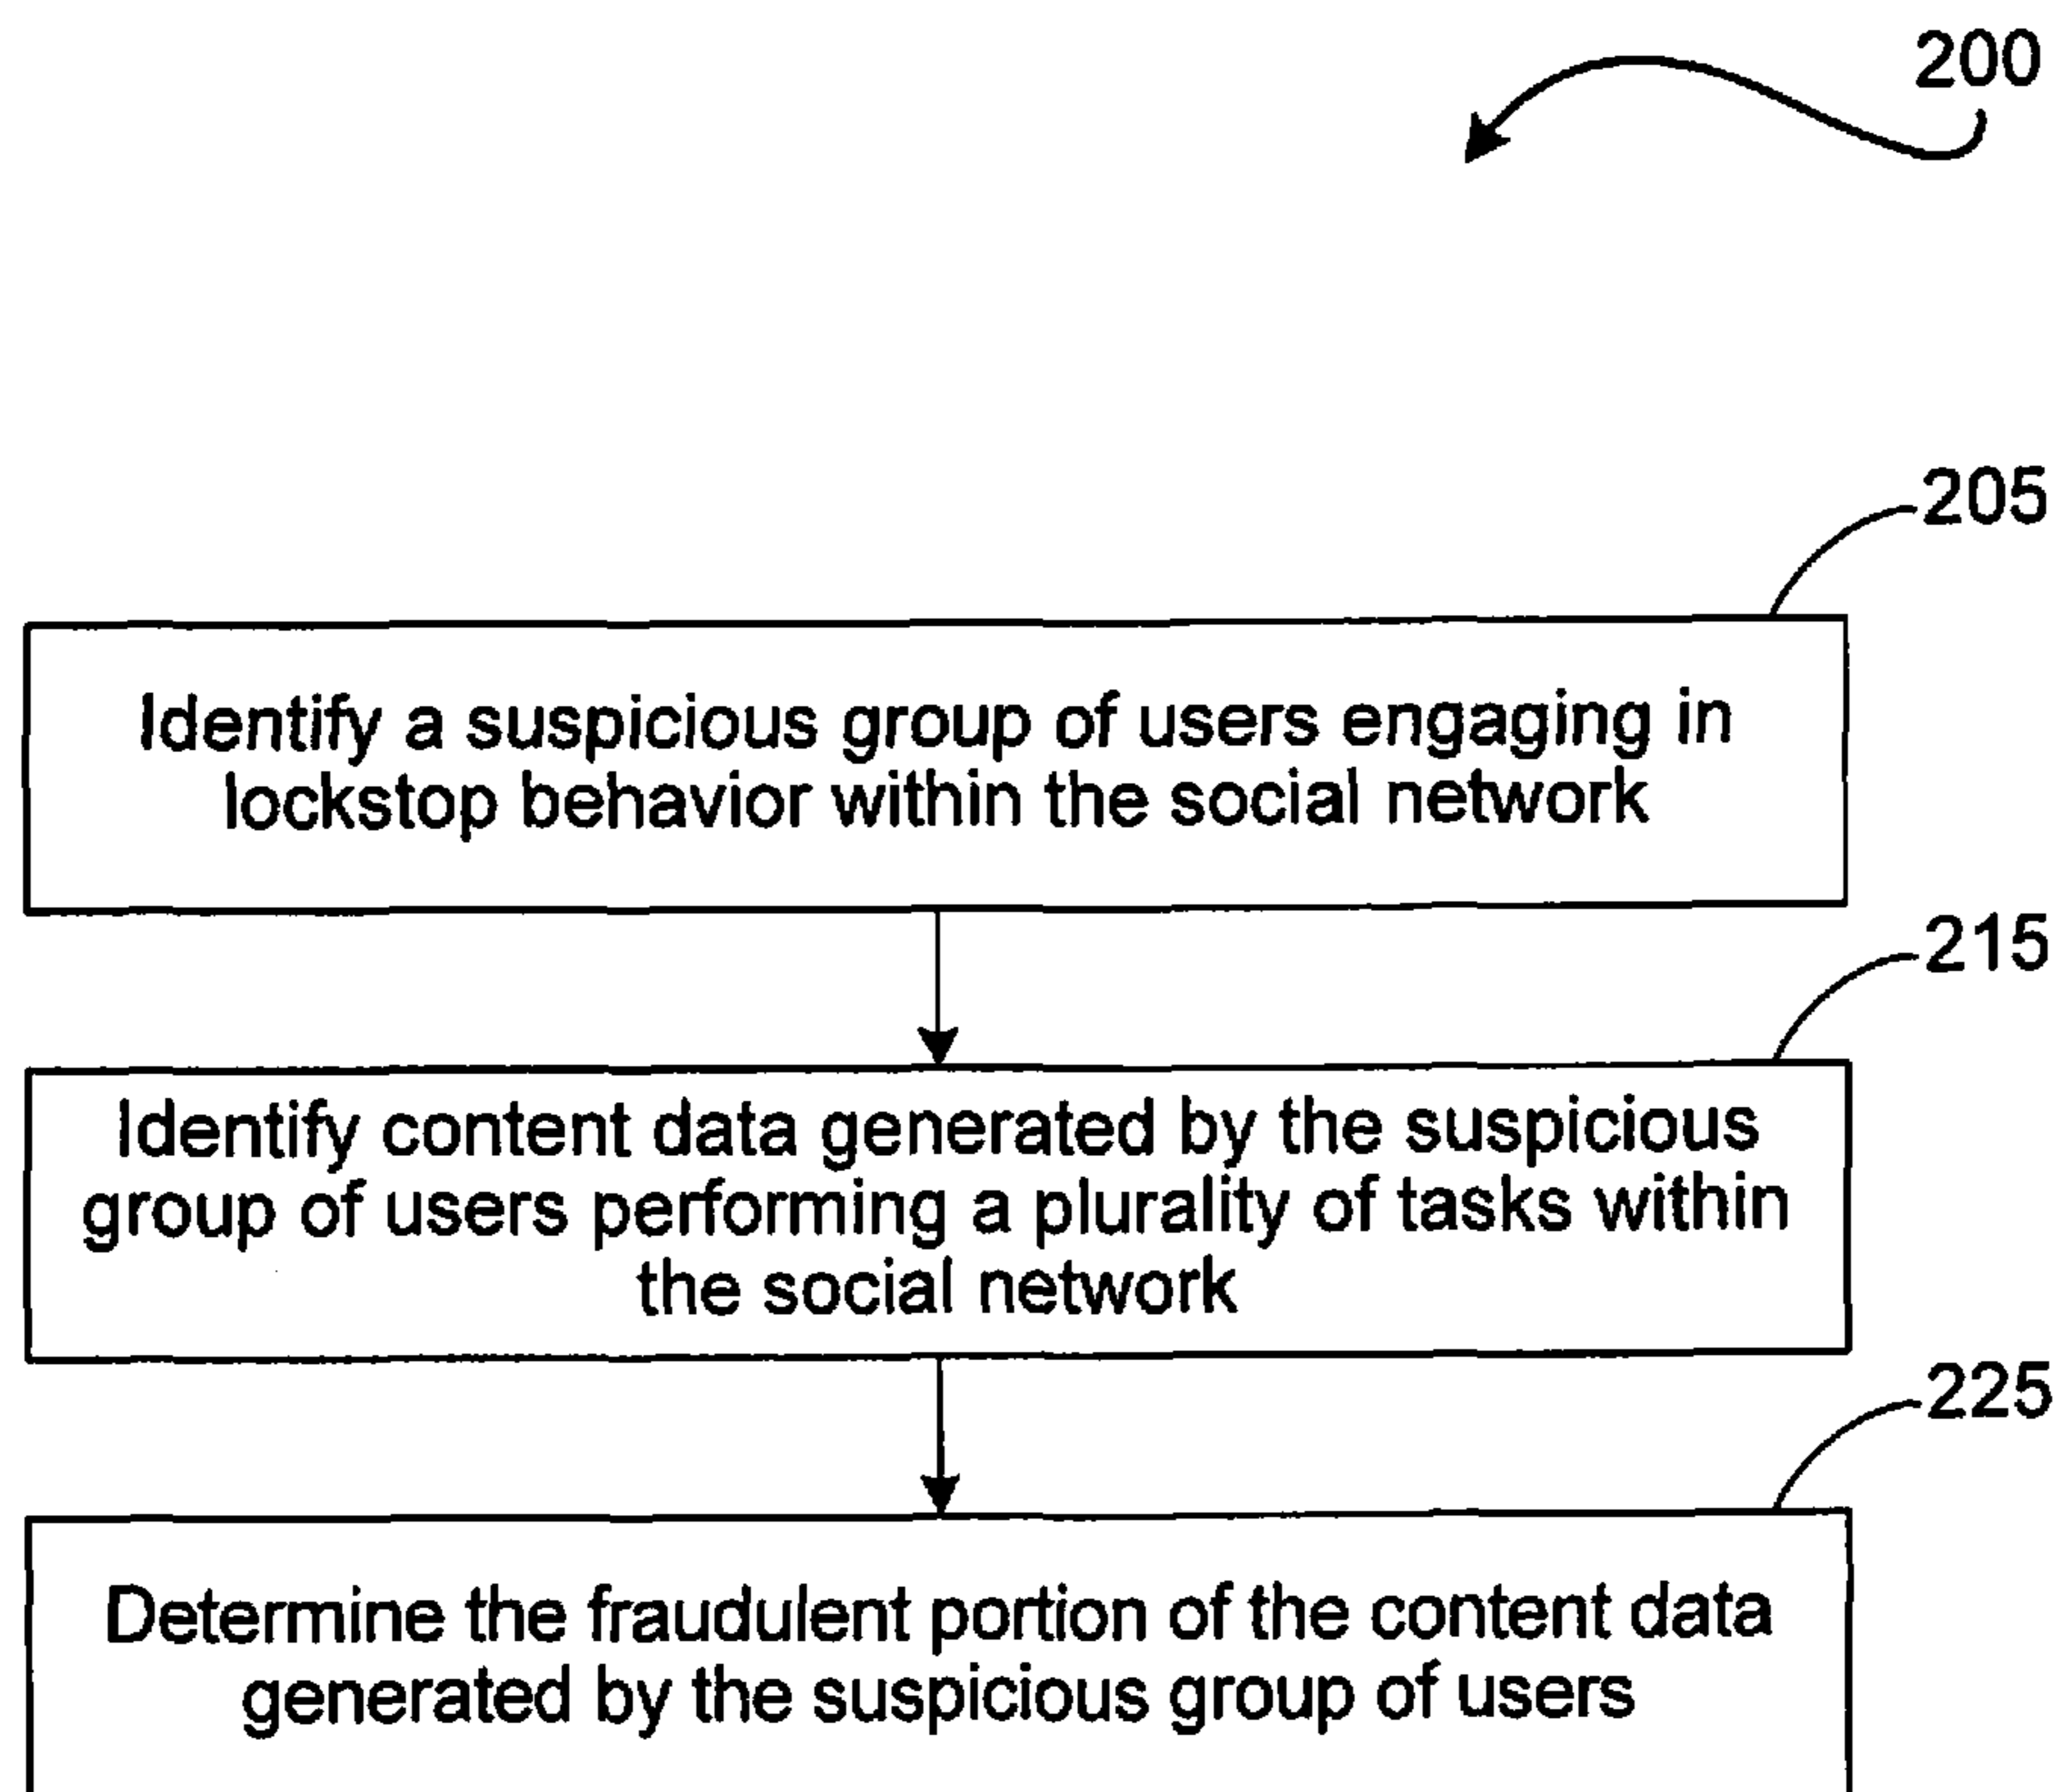 200
205
Identify a suspicious group of users engaging in
lockstop behavior within the social network
215
Identify content data generated by the suspicious
group of users performing a plurality of tasks within
the social network
225
Determine the fraudulent portion of the content data
generated by the suspicious group of users